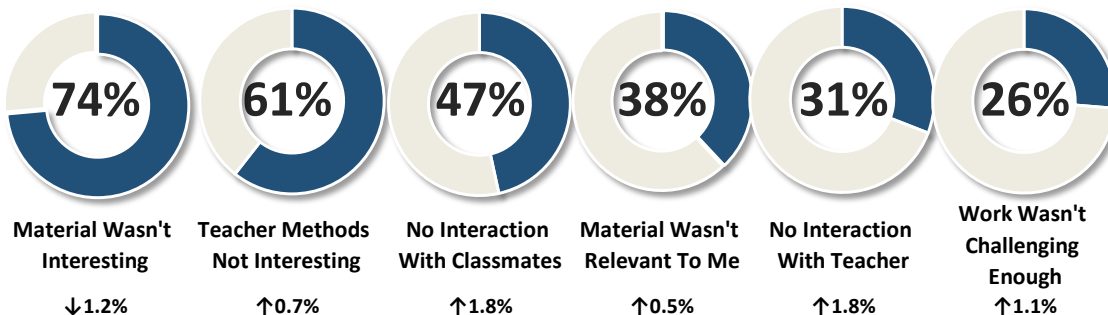 74%
61%
47%
38%
31%
26%
Material Wasn't
Interesting
↓1.2%
Teacher Methods
Not Interesting
↑0.7%
No Interaction
With Classmates
↑1.8%
Material Wasn't
Relevant To Me
↑0.5%
No Interaction
With Teacher
↑1.8%
Work Wasn't
Challenging
Enough
↑1.1%